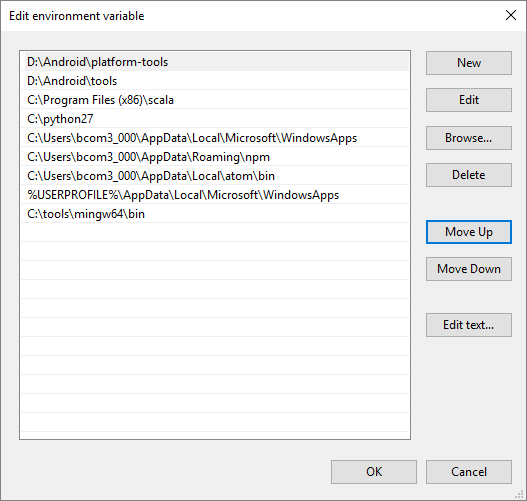 Edit environment variable
D:\Android\platform-tools
D:\Android\tools
C:\Program Files (x86)\scala
C:\python27
C:\Users\bcom3_000\AppData\Local\Microsoft\WindowsApps
C:\Users\bcom3_000\AppData\Roaming\npm
C:\Users\bcom3_000\AppData\Local\atom\bin
%USERPROFILE%\AppData\Local\Microsoft\WindowsApps
C:\tools\mingw64\bin
New
Edit
Browse...
Delete
Move Up
Move Down
Edit text...
OK
Cancel